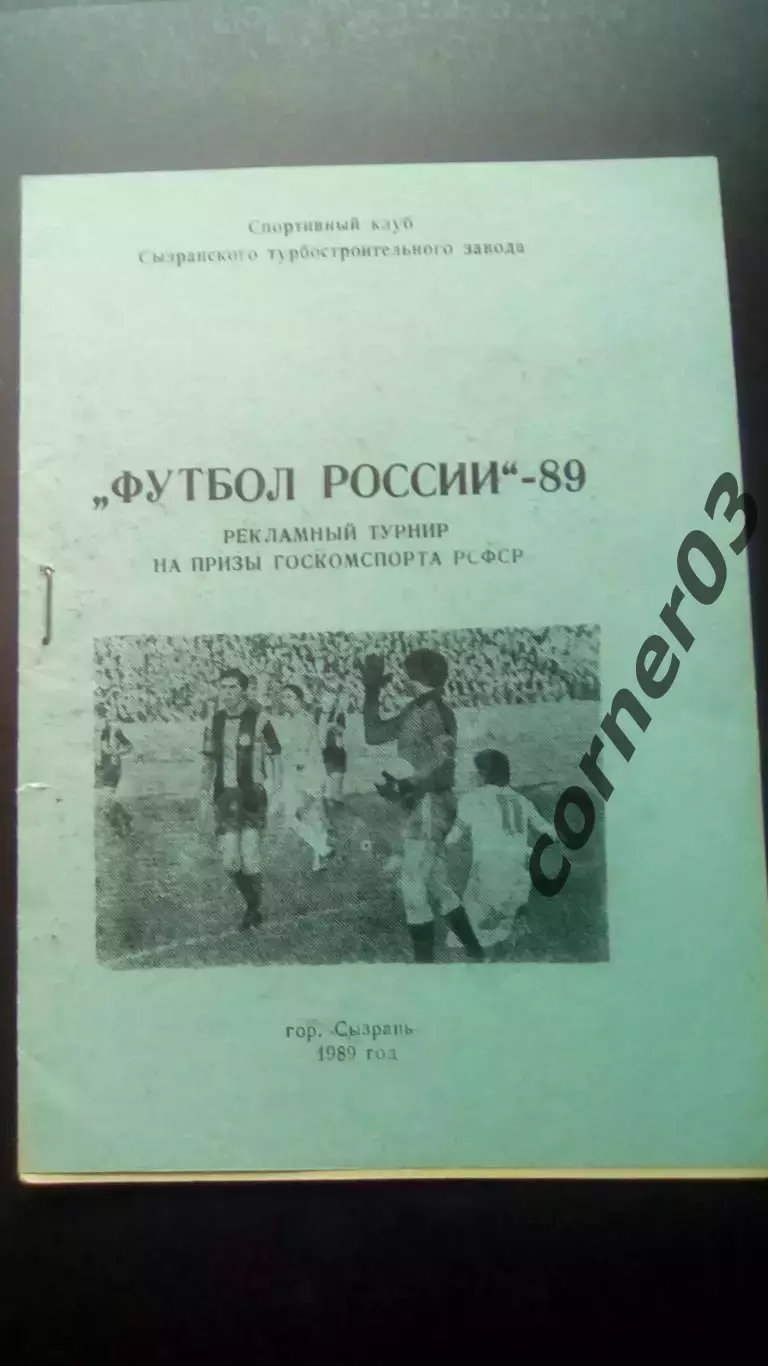 Спортивный клуб
Сызранского турбостроительного завода
„ФУТБОЛ РОССИИ“-89
РЕКЛАМНЫЙ ТУРНИР
НА ПРИЗЫ ГОСКОМСПОРТА РСФСР
11
corner03
гор. Сызрань
1989 год